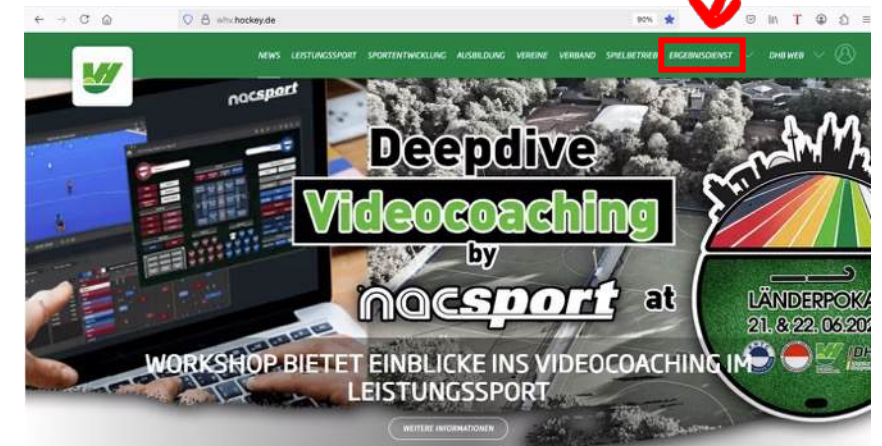 whv.hockey.de
90%
NEWS LEISTUNGSSPORT SPORTENTWICKLUNG AUSBILDUNG VEREINE VERBAND SPIELBETRIEB ERGEBNISDIENST DHB WEB
nacsport
Deepdive
Videocoaching
by
nacsport at
LÄNDERPOKA
21. & 22. 06.202
WORKSHOP BIETET EINBLICKE INS VIDEOCOACHING IM
LEISTUNGSSPORT
WEITERE INFORMATIONEN